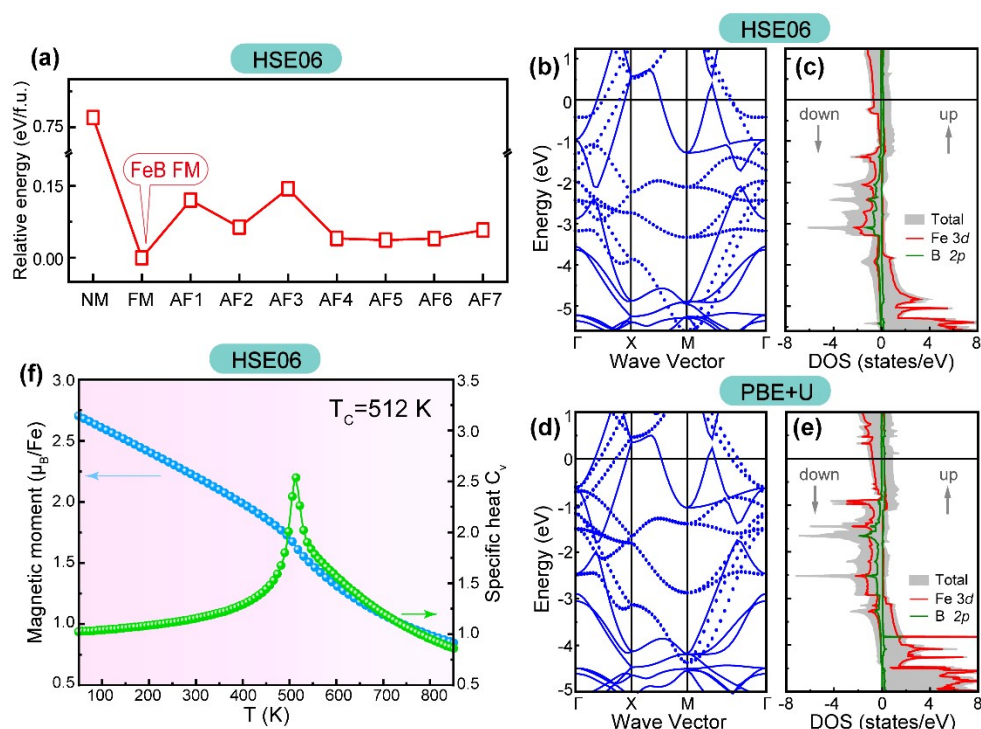 (a)
HSE06
Relative energy (eV/f.u.)
0.75
0.15
0.00
FeB FM
NM FM AF1 AF2 AF3 AF4 AF5 AF6 AF7
HSE06
(b)
Energy (eV)
1
0
-1
-2
-3
-4
-5
Γ X M Γ
Wave Vector
(c)
down
up
Total
Fe 3d
B 2p
-8 -4 0 4 8
DOS (states/eV)
(f)
HSE06
Magnetic moment (μB/Fe)
3.0
2.5
2.0
1.5
1.0
0.5
TC=512 K
3.5
3.0
2.5
2.0
1.5
1.0
0.5
Specific heat Cv
100 200 300 400 500 600 700 800
T (K)
PBE+U
(d)
Energy (eV)
1
0
-1
-2
-3
-4
-5
Γ X M Γ
Wave Vector
(e)
down
up
Total
Fe 3d
B 2p
-8 -4 0 4 8
DOS (states/eV)